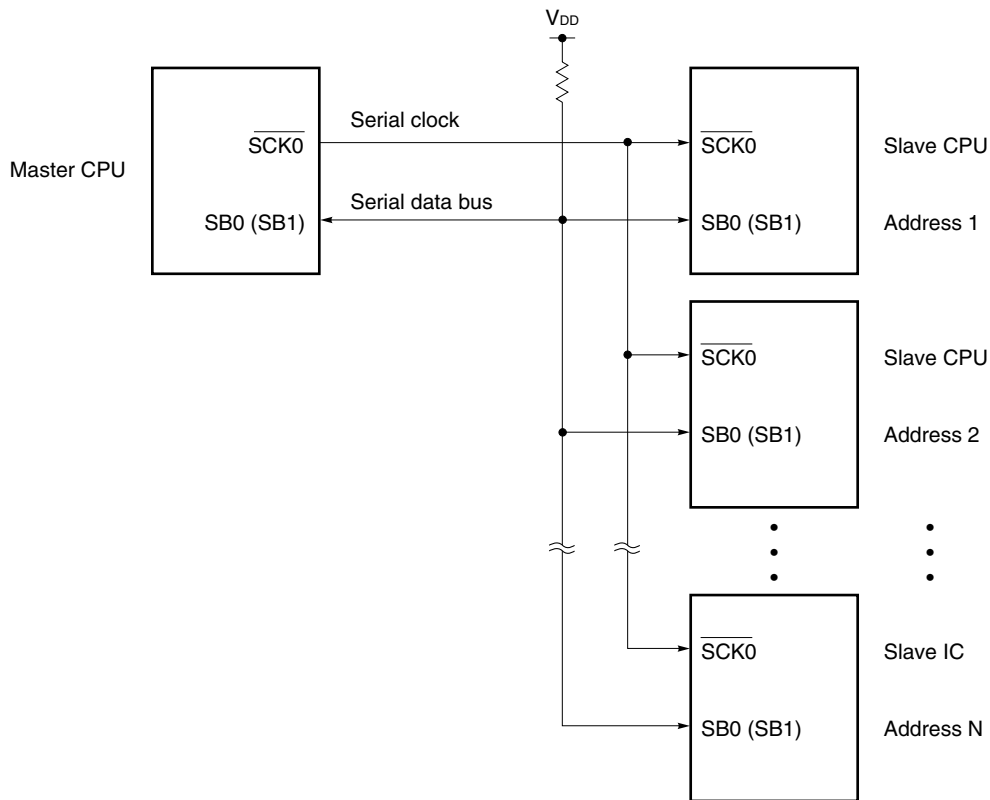 VDD
Serial clock
SCK0
SCK0
Slave CPU
Master CPU
Serial data bus
SB0 (SB1)
SB0 (SB1)
Address 1
SCK0
Slave CPU
SB0 (SB1)
Address 2
SCK0
Slave IC
SB0 (SB1)
Address N